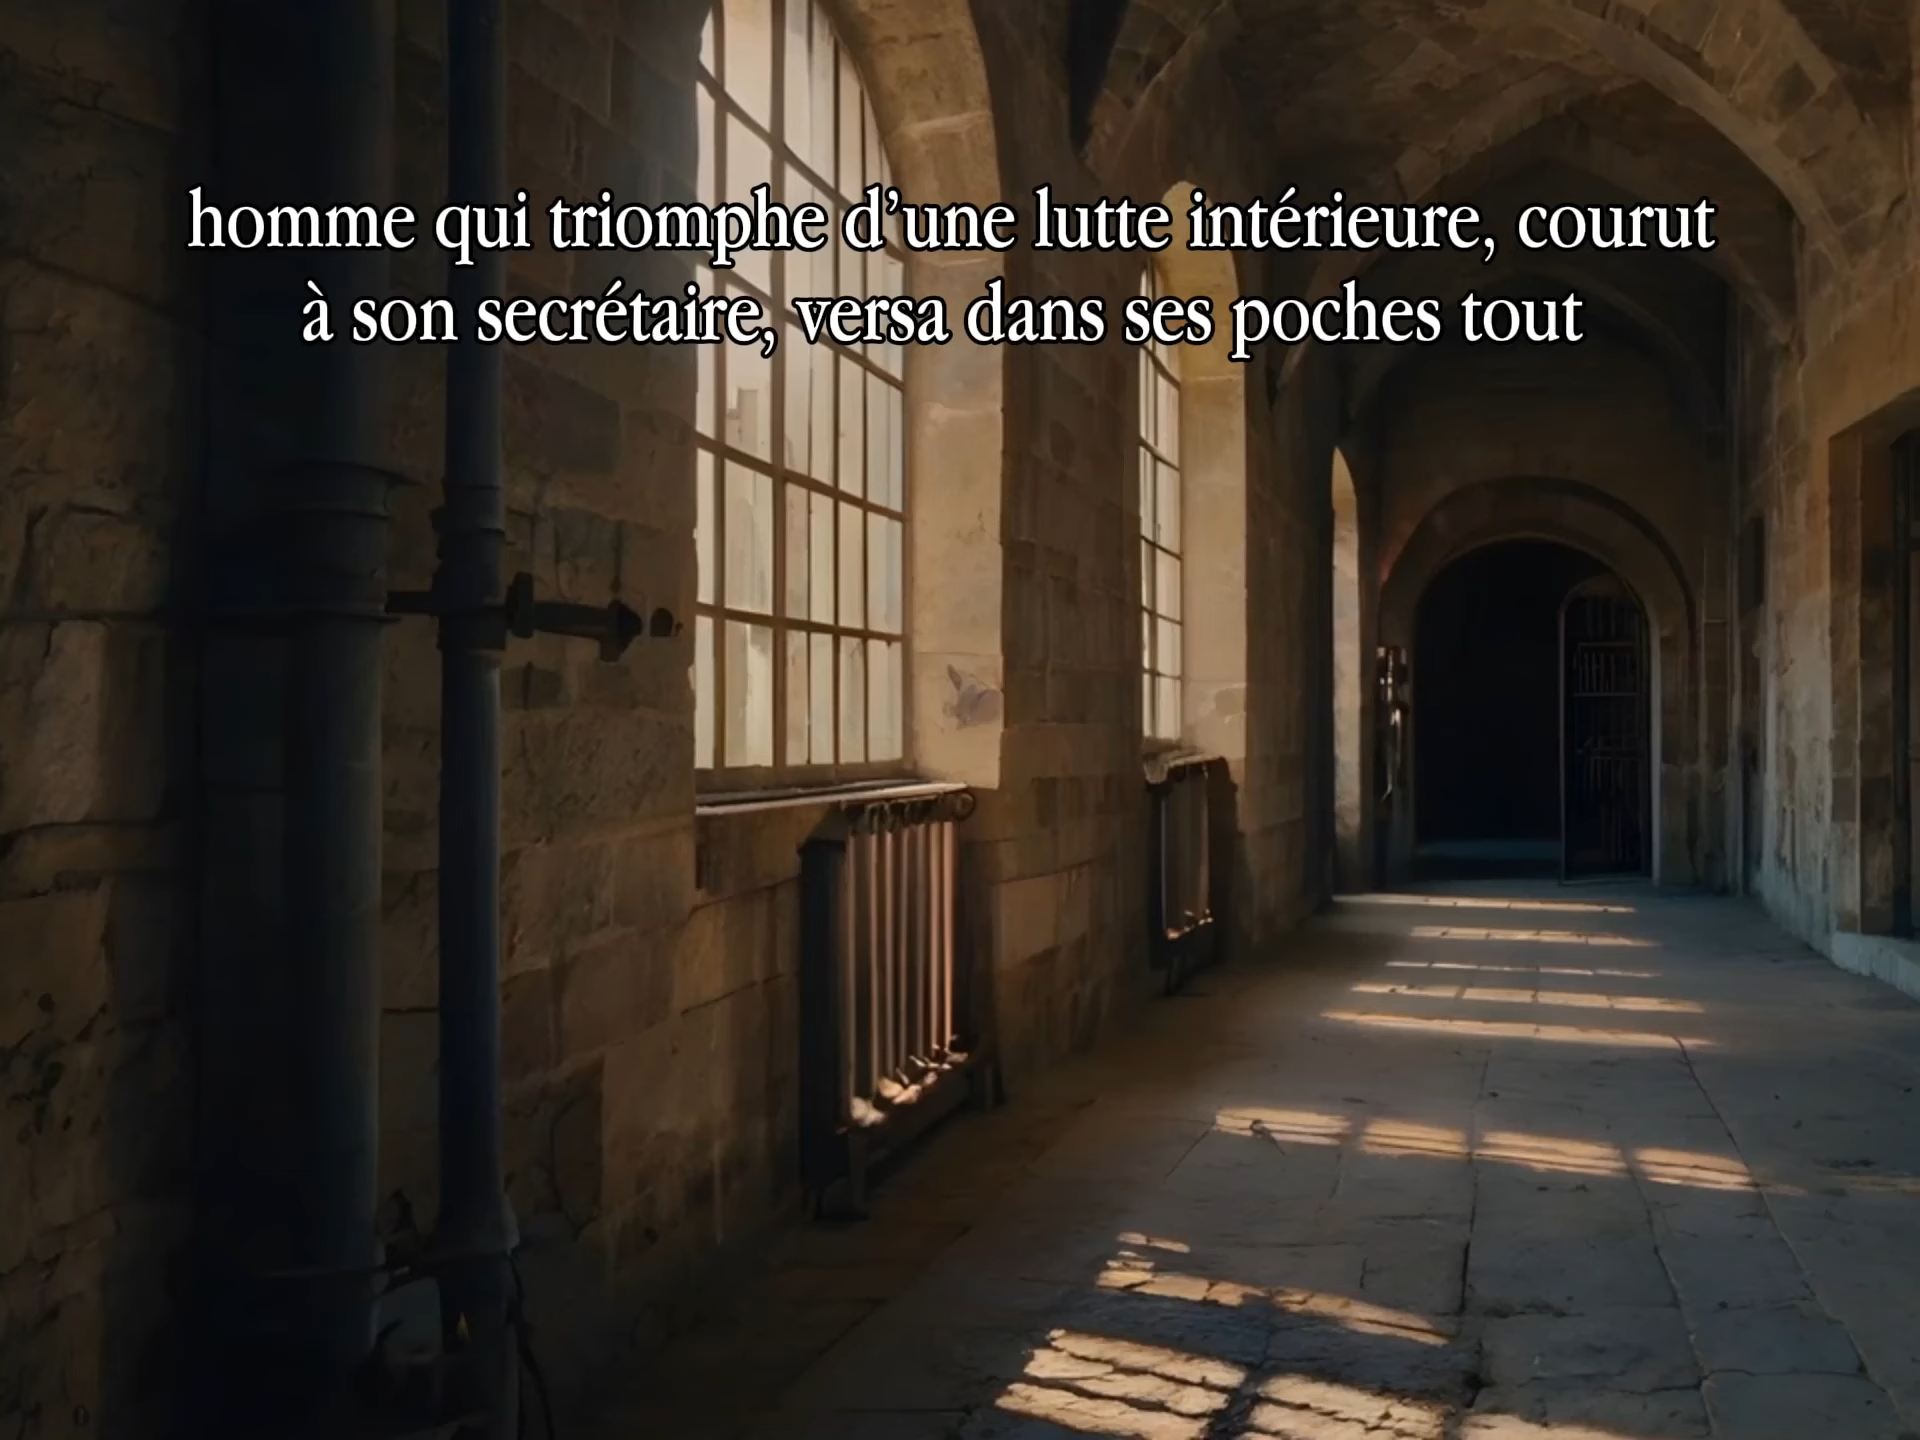 homme qui triomphe d’une lutte intérieure, courut
à son secrétaire, versa dans ses poches tout